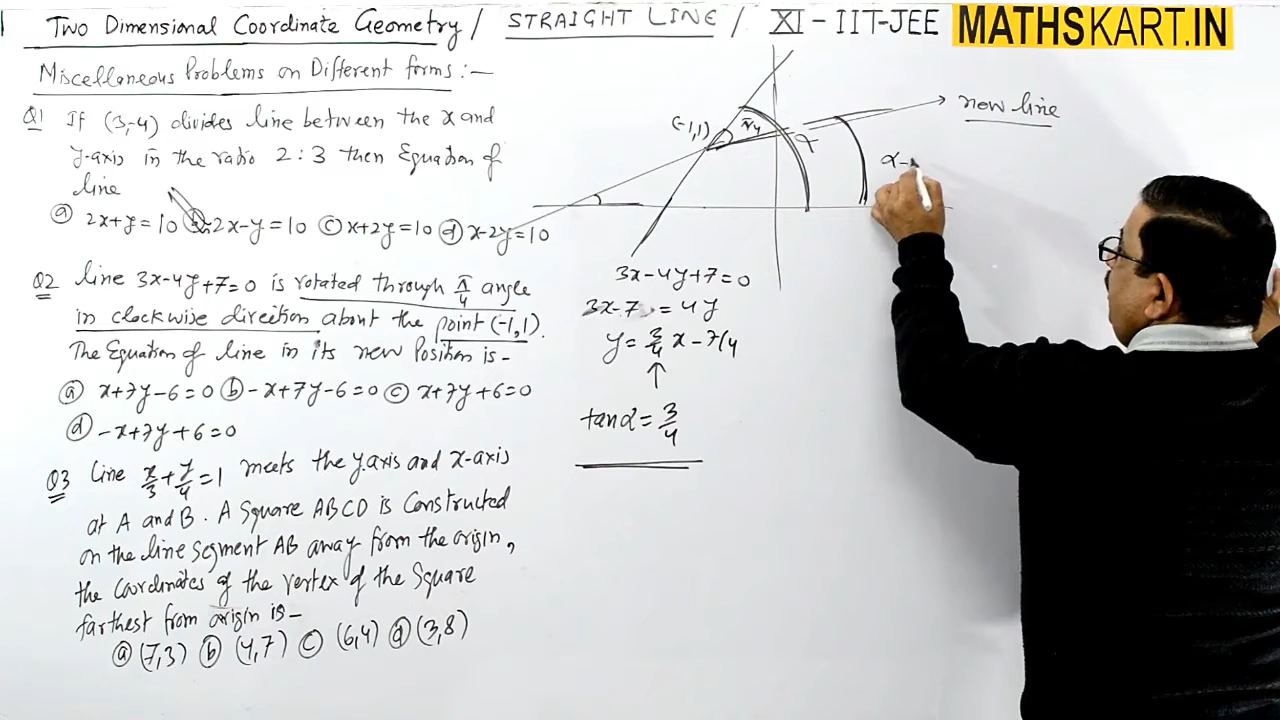 Two Dimensional Coordinate Geometry / STRAIGHT LINE / XI - IIT-JEE MATHSKART.IN
Miscellaneous Problems on Different forms :-
Q1 If (3,-4) divides line between the x and
y-axis in the ratio 2:3 then Equation of
line
ⓐ 2x+y=10 ⓑ 2x-y=10 ⓒ x+2y=10 ⓓ x-2y=10
Q2 line 3x-4y+7=0 is rotated through π/4 angle
in clockwise direction about the point (-1,1).
The Equation of line in its new Position is-
ⓐ x+7y-6=0 ⓑ -x+7y-6=0 ⓒ x+7y+6=0
ⓓ -x+7y+6=0
Q3 Line x/3+y/4=1 meets the y axis and x-axis
at A and B. A Square ABCD is constructed
on the line segment AB away from the origin,
the coordinates of the vertex of the Square
farthest from origin is-
ⓐ (7,3) ⓑ (4,7) ⓒ (6,4) ⓓ (3,8)
(-1,1) π/4 α
new line
α-
3x-4y+7=0
3x-7=4y
y=3/4 x-7/4
tanα=3/4